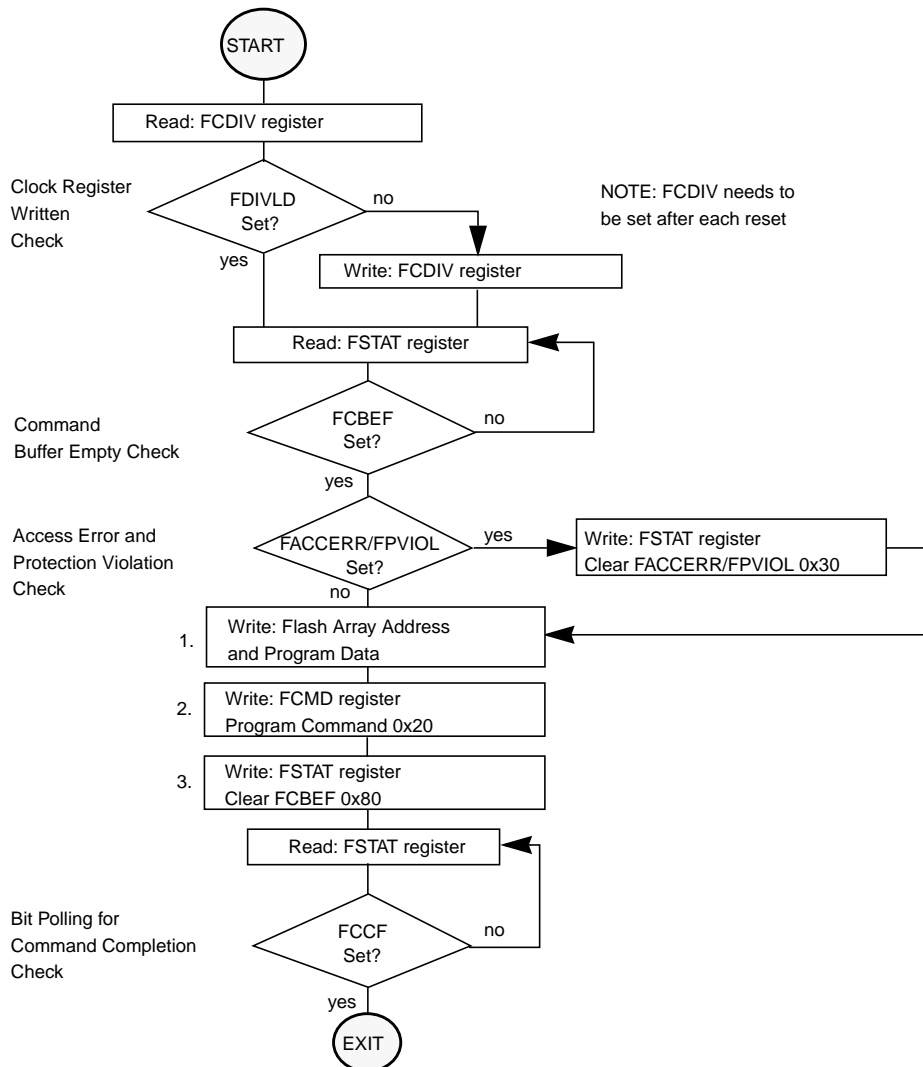 START
Read: FCDIV register
Clock Register
Written
Check
FDIVLD
Set?
no
yes
NOTE: FCDIV needs to
be set after each reset
Write: FCDIV register
Read: FSTAT register
Command
Buffer Empty Check
FCBEF
Set?
no
yes
Access Error and
Protection Violation
Check
FACCERR/FPVIOL
Set?
yes
no
Write: FSTAT register
Clear FACCERR/FPVIOL 0x30
1.
Write: Flash Array Address
and Program Data
2.
Write: FCMD register
Program Command 0x20
3.
Write: FSTAT register
Clear FCBEF 0x80
Read: FSTAT register
Bit Polling for
Command Completion
Check
FCCF
Set?
no
yes
EXIT